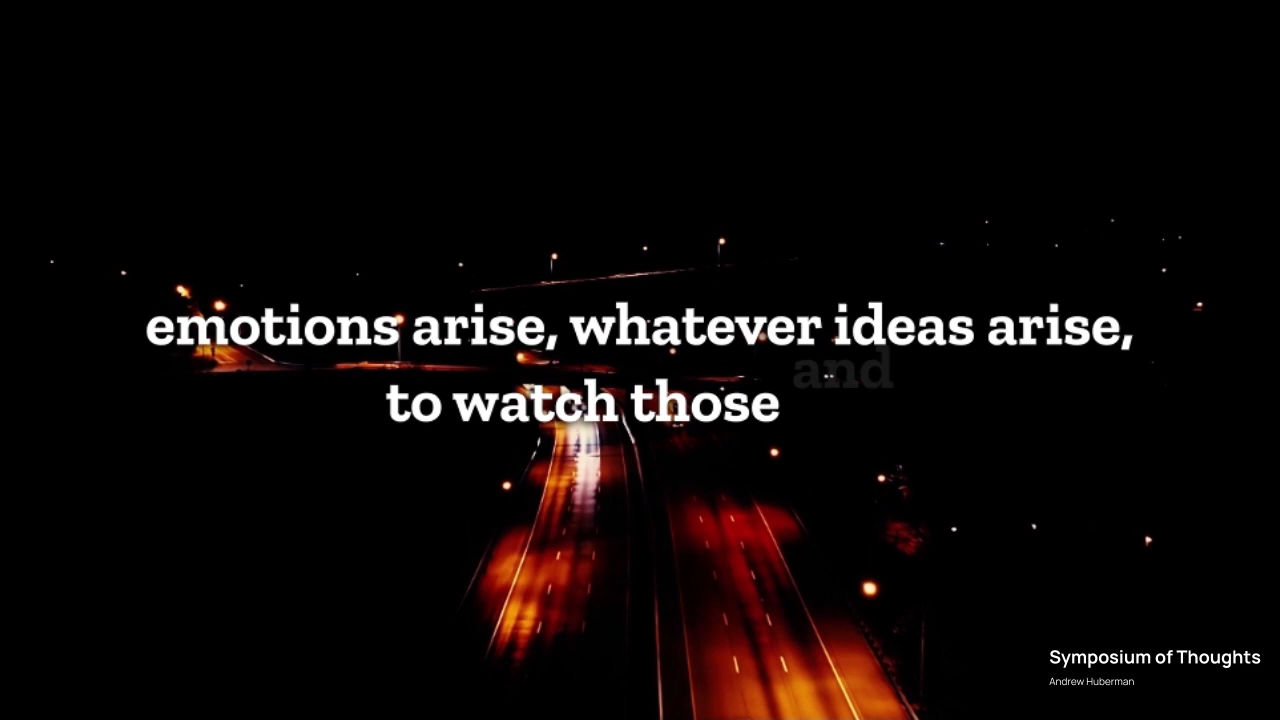 emotions arise, whatever ideas arise,
to watch those and
Symposium of Thoughts
Andrew Huberman